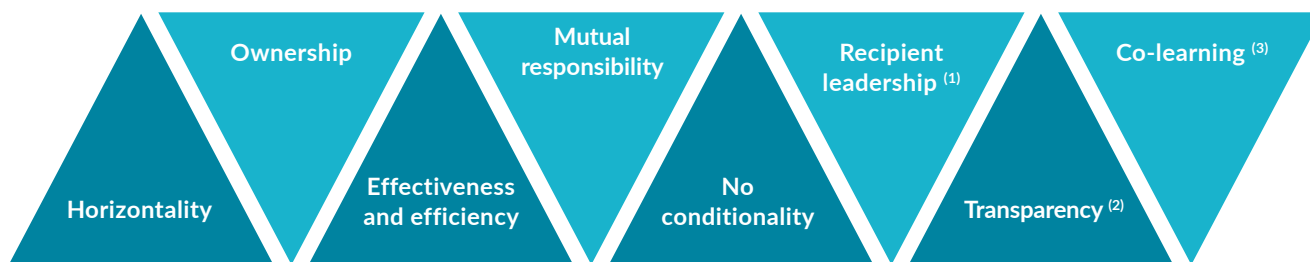 Horizontality
Ownership
Effectiveness
and efficiency
Mutual
responsibility
No
conditionality
Recipient
leadership (1)
Transparency (2)
Co-learning (3)